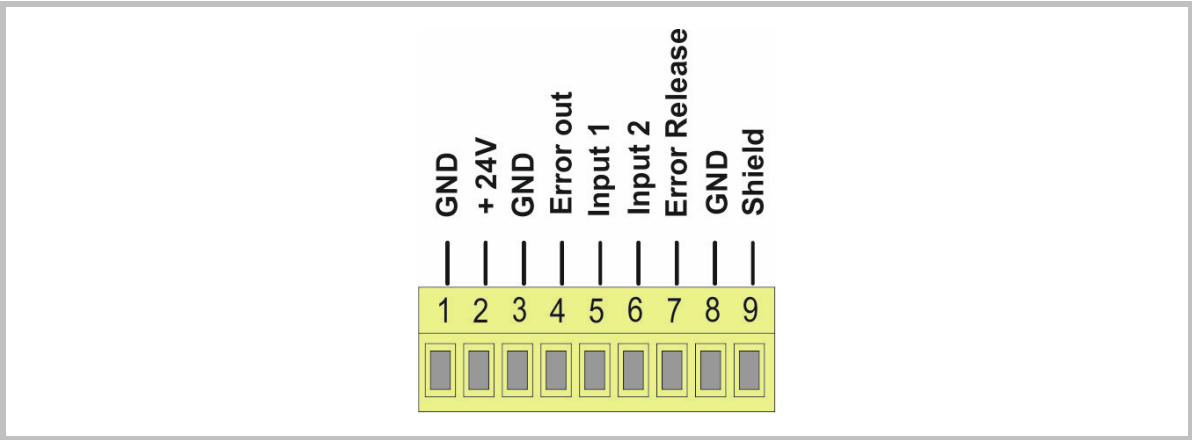 GND
+ 24V
GND
Error out
Input 1
Input 2
Error Release
GND
Shield
1 2 3 4 5 6 7 8 9